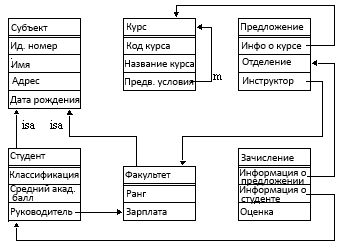 Субъект
Ид. номер
Имя
Адрес
Дата рождения
Курс
Код курса
Название курса
Предв. условия
m
Предложение
Инфо о курсе
Отделение
Инструктор
isa
isa
Студент
Классификация
Средний акад.
балл
Руководитель
Факультет
Ранг
Зарплата
Зачисление
Информация о
предложении
Информация о
студенте
Оценка